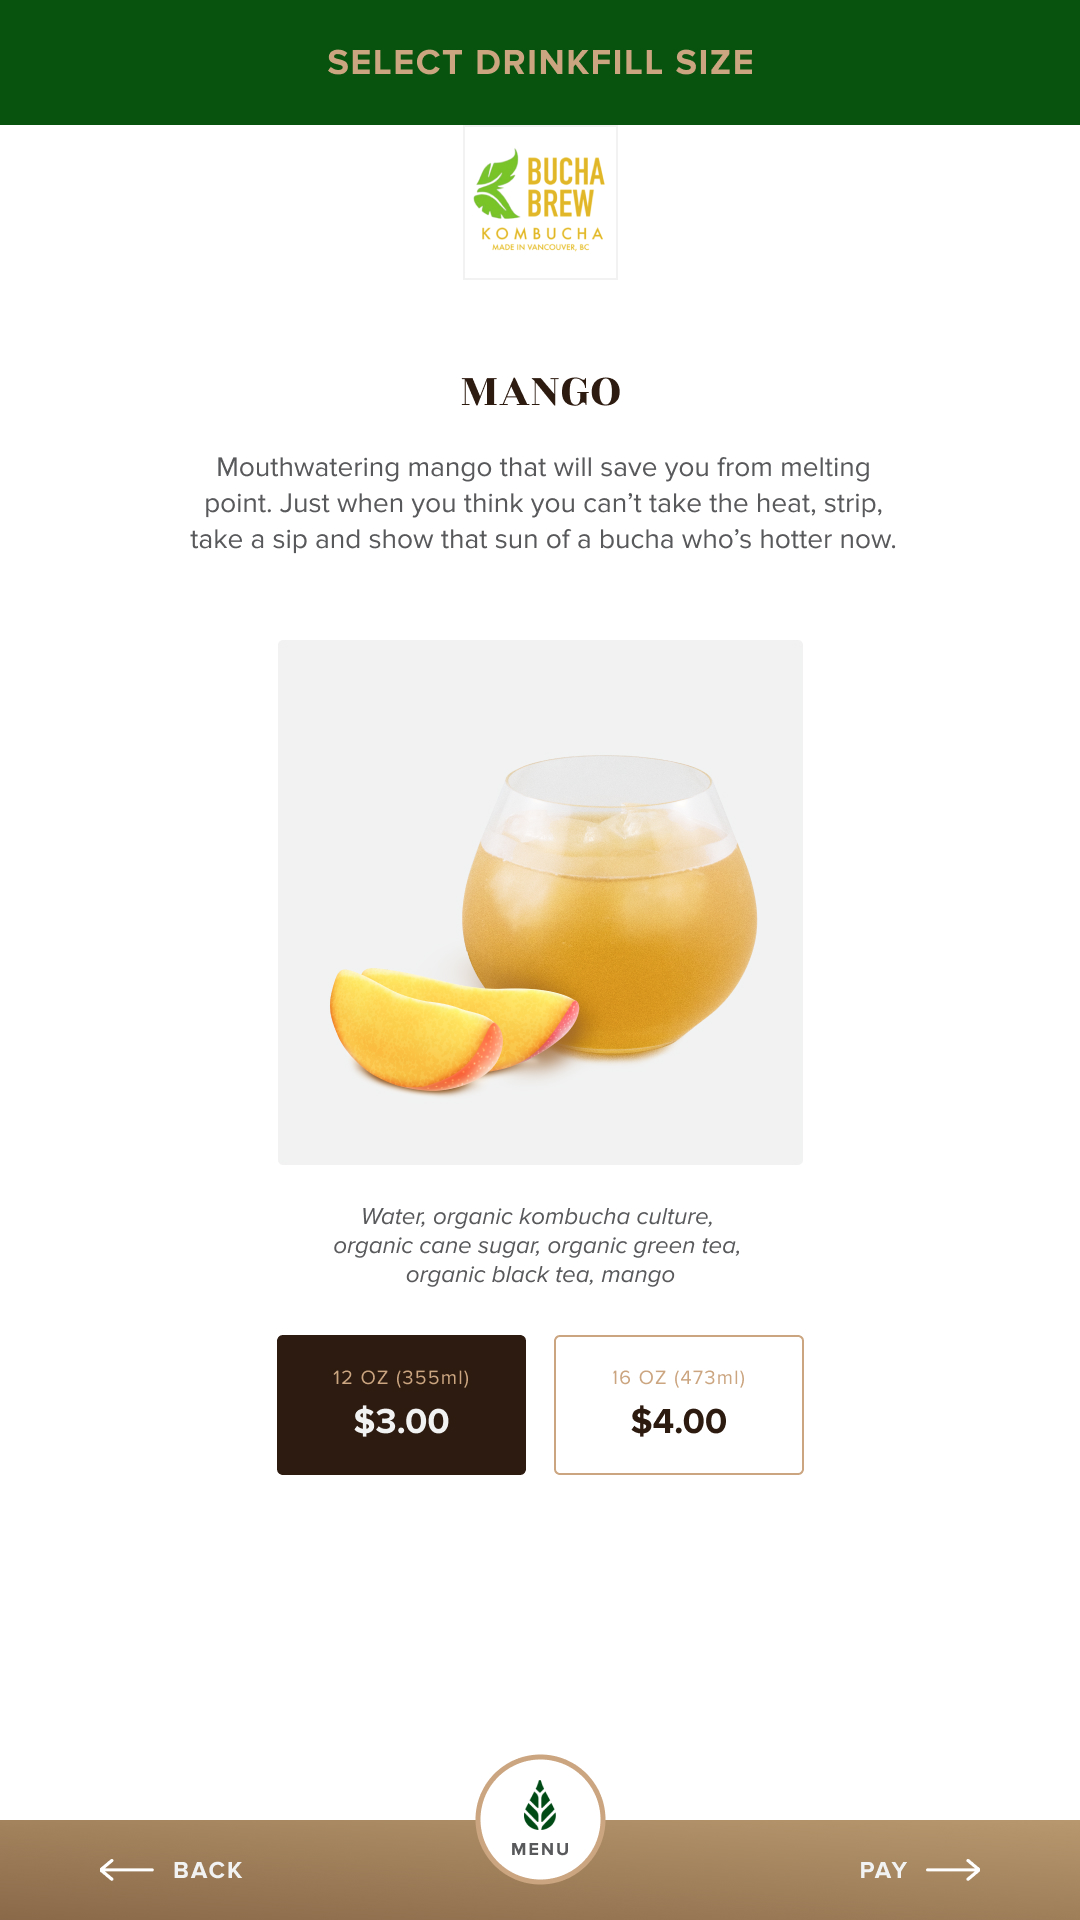 SELECT DRINKFILL SIZE
BUCHA
BREW
KOMBUCHA
MADE IN VANCOUVER, BC
MANGO
Mouthwatering mango that will save you from melting
point. Just when you think you can’t take the heat, strip,
take a sip and show that sun of a bucha who’s hotter now.
Water, organic kombucha culture,
organic cane sugar, organic green tea,
organic black tea, mango
12 OZ (355ml)
$3.00
16 OZ (473ml)
$4.00
MENU
BACK
PAY